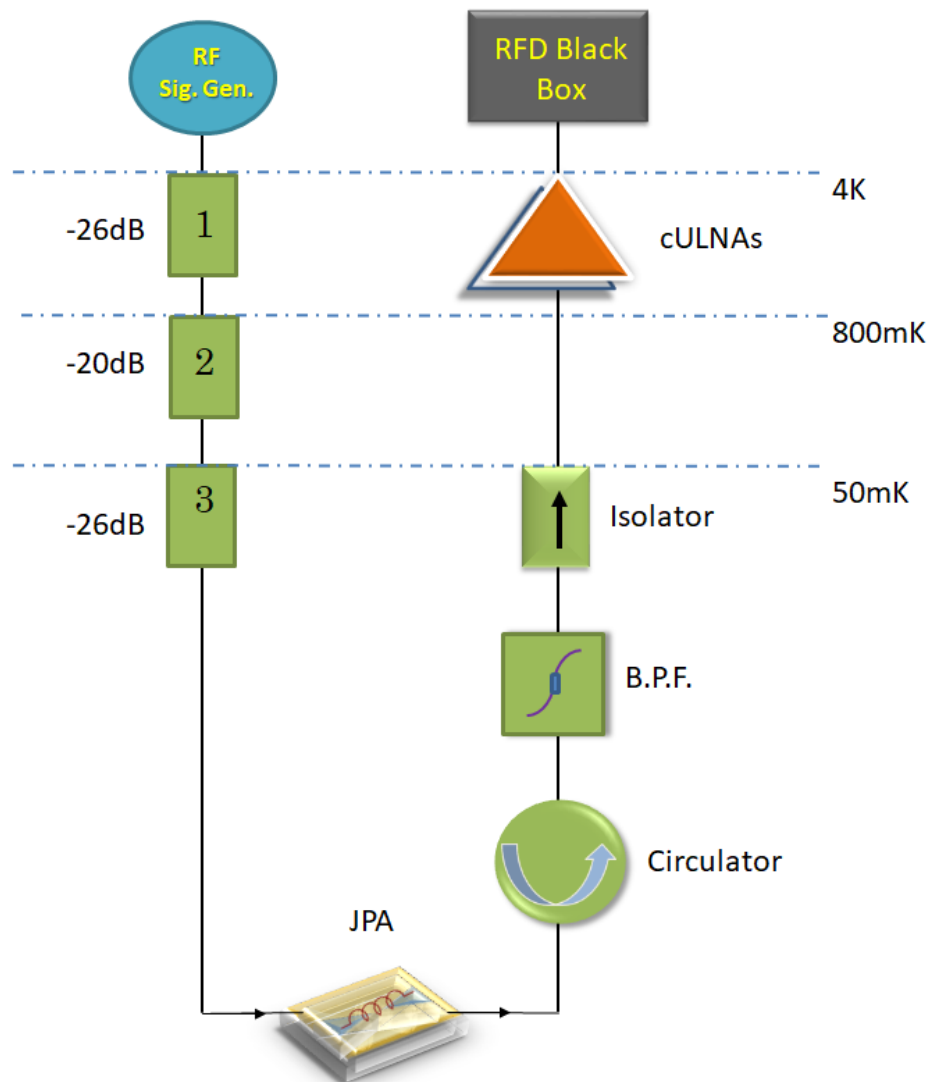 RF
Sig. Gen.
RFD Black
Box
4K
-26dB
1
cULNAs
800mK
-20dB
2
50mK
-26dB
3
Isolator
B.P.F.
Circulator
JPA